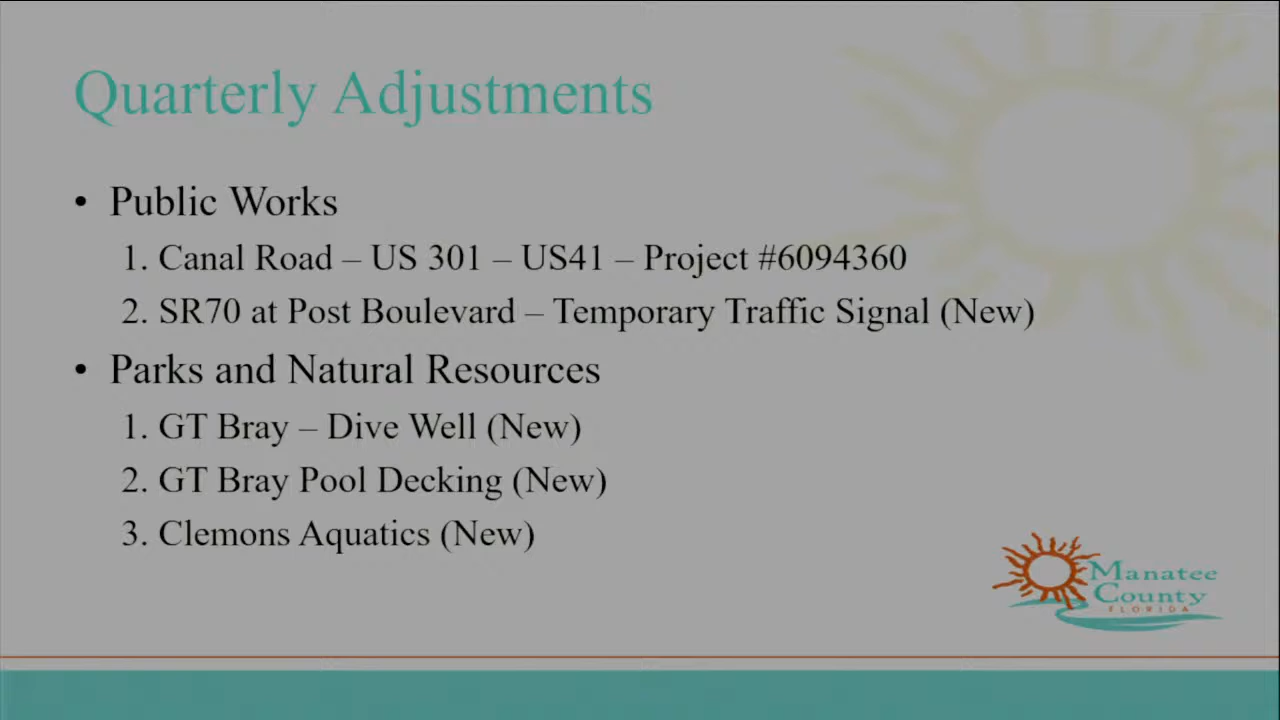 Quarterly Adjustments
• Public Works
1. Canal Road – US 301 – US41 – Project #6094360
2. SR70 at Post Boulevard – Temporary Traffic Signal (New)
• Parks and Natural Resources
1. GT Bray – Dive Well (New)
2. GT Bray Pool Decking (New)
3. Clemons Aquatics (New)
Manatee
County
FLORIDA